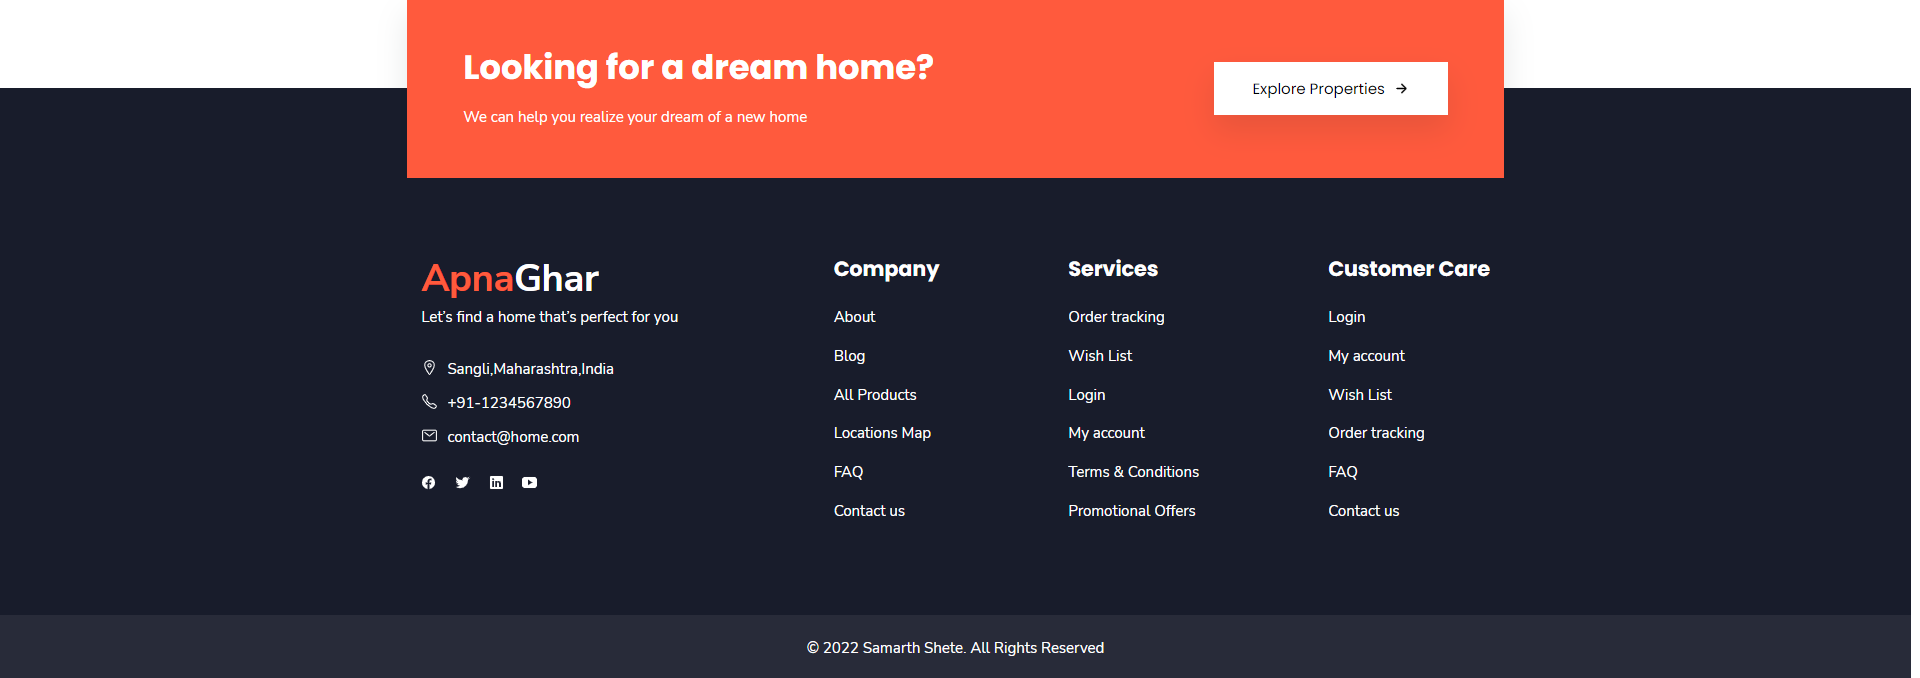 Looking for a dream home?
We can help you realize your dream of a new home
Explore Properties
ApnaGhar
Let's find a home that's perfect for you
Sangli,Maharashtra,India
+91-1234567890
contact@home.com
Company
About
Blog
All Products
Locations Map
FAQ
Contact us
Services
Order tracking
Wish List
Login
My account
Terms & Conditions
Promotional Offers
Customer Care
Login
My account
Wish List
Order tracking
FAQ
Contact us
© 2022 Samarth Shete. All Rights Reserved